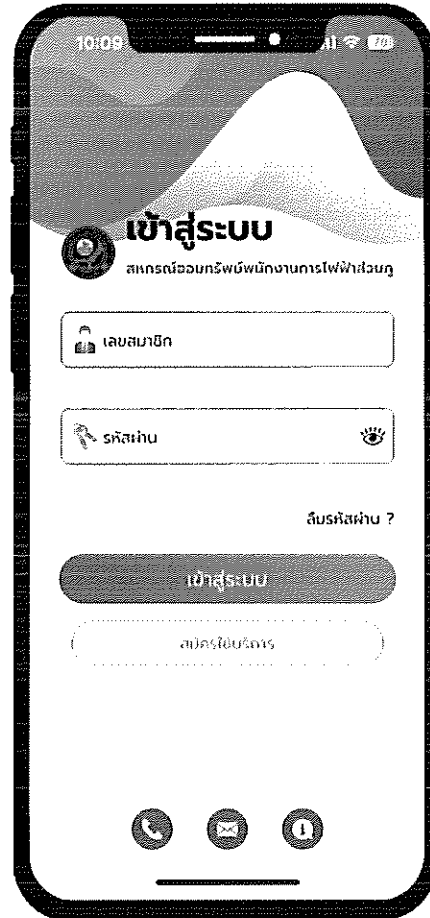 10:09
70
เข้าสู่ระบบ
สหกรณ์ออมทรัพย์พนักงานการไฟฟ้าส่วนภู
เลขสมาชิก
รหัสผ่าน
ลืมรหัสผ่าน ?
เข้าสู่ระบบ
สมัครใช้บริการ